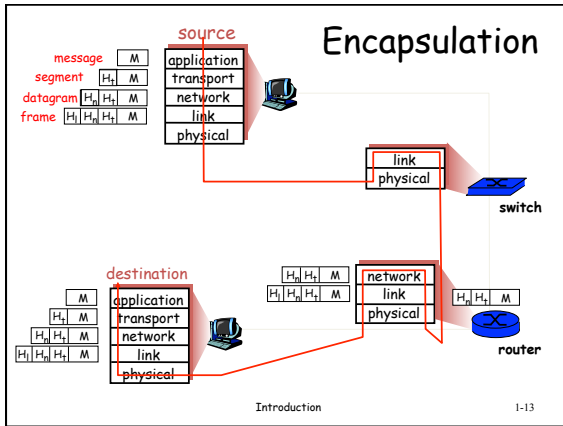 Encapsulation
source
message M
segment Ht M
datagram Hn Ht M
frame Hl Hn Ht M
application
transport
network
link
physical
link
physical
switch
destination
M
Ht M
Hn Ht M
Hl Hn Ht M
application
transport
network
link
physical
Hn Ht M
Hl Hn Ht M
network
link
physical
Hn Ht M
router
Introduction
1-13